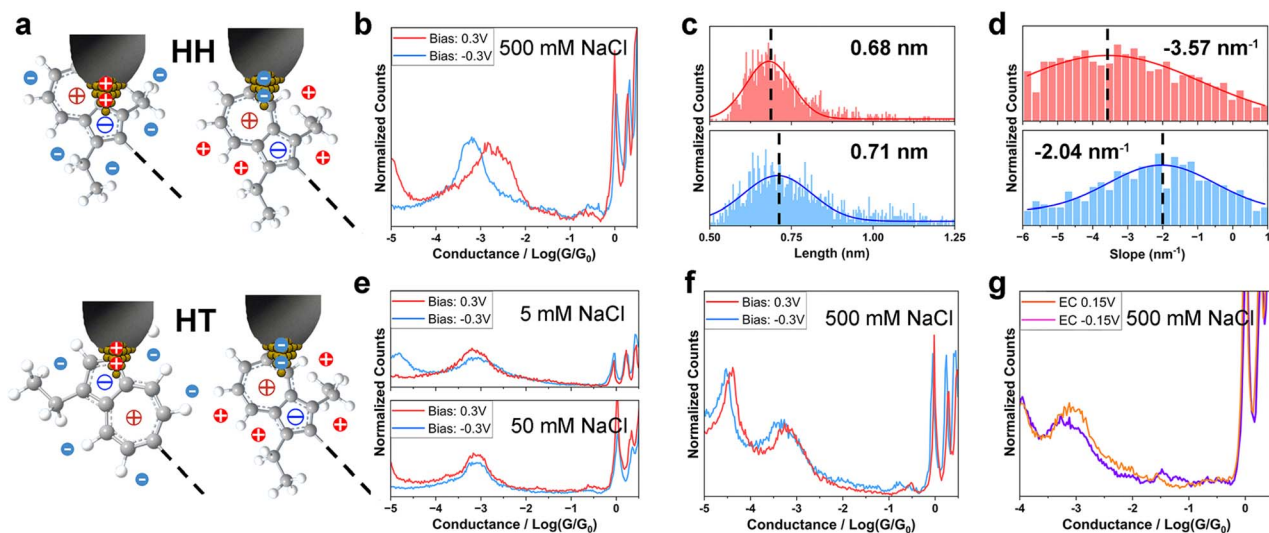 a
HH
HT
b
Bias: 0.3V
Bias: -0.3V
500 mM NaCl
Normalized Counts
-5 -4 -3 -2 -1 0
Conductance / Log(G/G₀)
c
0.68 nm
0.71 nm
Normalized Counts
Normalized Counts
0.50 0.75 1.00 1.25
Length (nm)
d
-3.57 nm⁻¹
-2.04 nm⁻¹
Normalized Counts
Normalized Counts
−6 −5 −4 −3 −2 −1 0 1
Slope (nm⁻¹)
e
Bias: 0.3V
Bias: -0.3V
5 mM NaCl
Bias: 0.3V
Bias: -0.3V
50 mM NaCl
Normalized Counts
-5 -4 -3 -2 -1 0
Conductance / Log(G/G₀)
f
Bias: 0.3V
Bias: -0.3V
500 mM NaCl
Normalized Counts
-5 -4 -3 -2 -1 0
Conductance / Log(G/G₀)
g
EC 0.15V
EC -0.15V
500 mM NaCl
Normalized Counts
-4 -3 -2 -1 0
Conductance / Log(G/G₀)